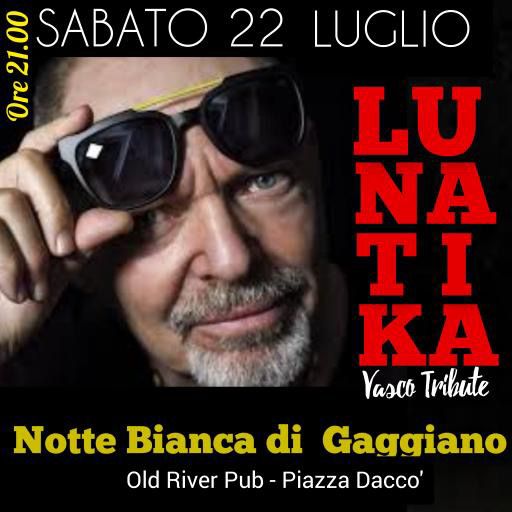 Ore 21.00
SABATO 22 LUGLIO
LU
NA
TI
KA
Vasco Tribute
Notte Bianca di Gaggiano
Old River Pub - Piazza Dacco'